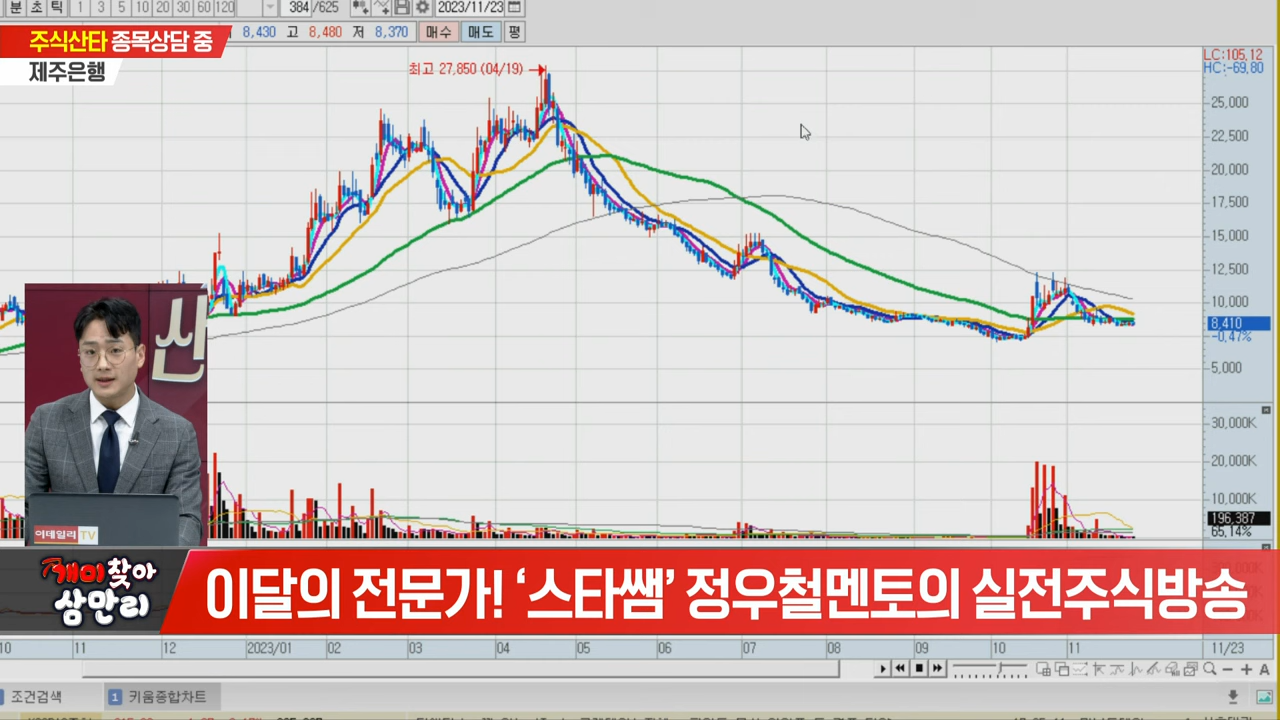 분 초 틱 1 3 5 10 20 30 60 120 384 /625 2023/11/23
8,430 고 8,480 저 8,370 매수 매도 평
주식산타 종목상담 중
제주은행
최고 27,850 (04/19)
LC:105,12
HC:-69,80
25,000
22,500
20,000
17,500
15,000
12,500
10,000
8,410
-0,47%
5,000
30,000K
20,000K
10,000K
196,387
65,14%
산
이데일리 TV
개미찾아
삼만리
이달의 전문가! ‘스타쌤’ 정우철멘토의 실전주식방송
10 11 12 2023/01 02 03 04 05 06 07 08 09 10 11 11/23
조건검색 1 키움종합차트